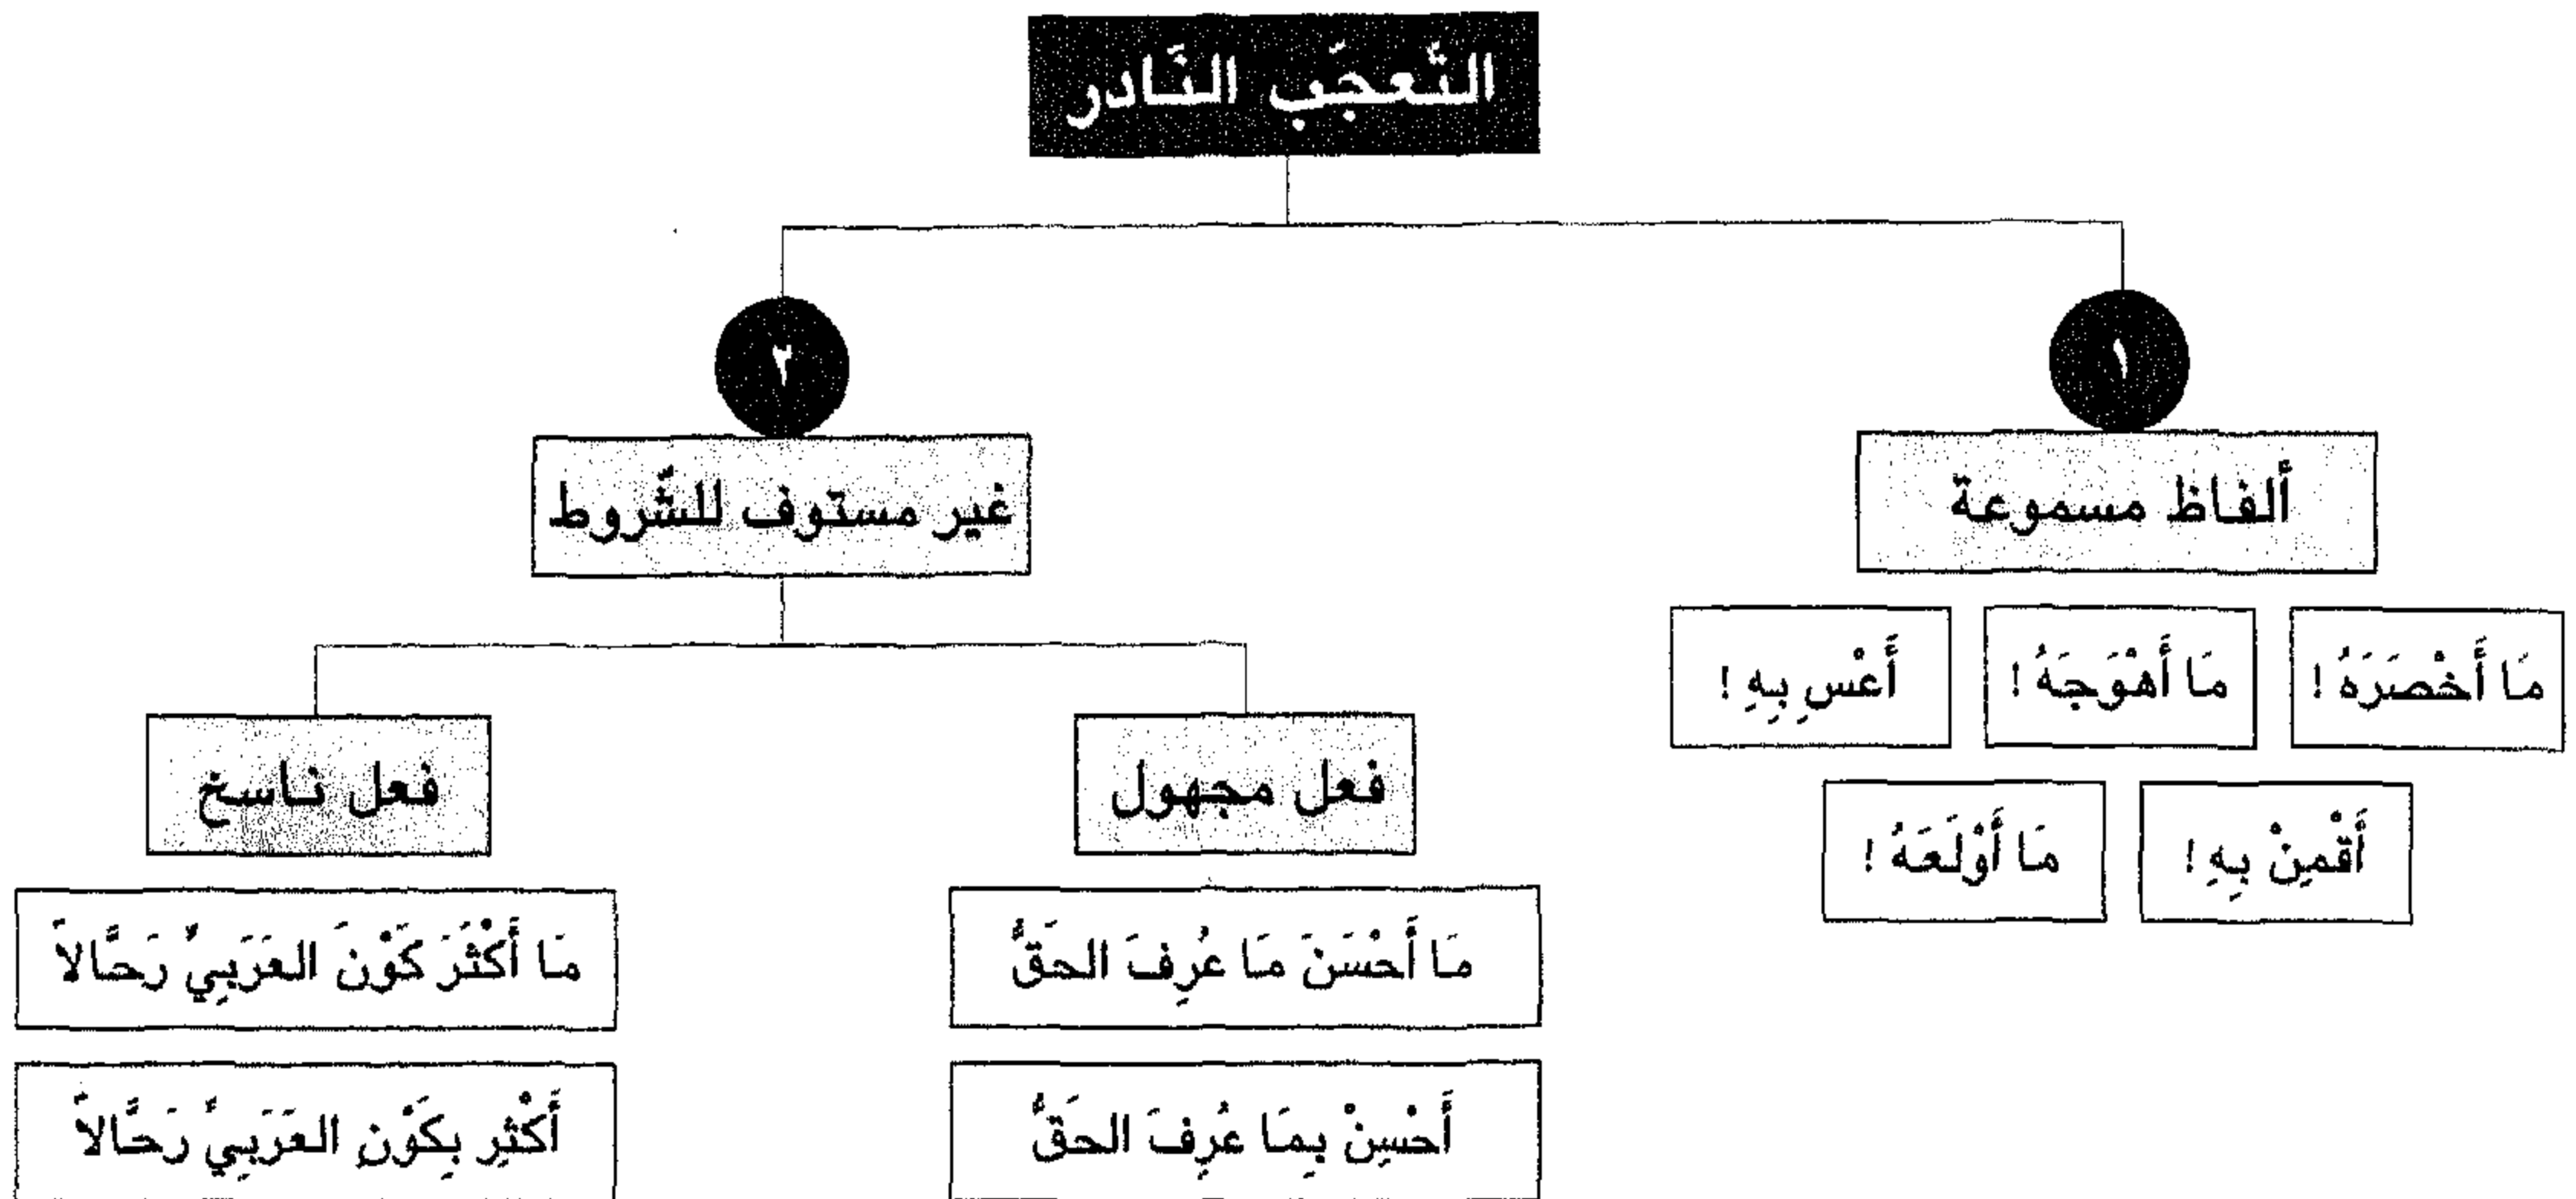 التَّعجّب النَّادر
١
٢
ألفاظ مسموعة
غير مستوف للشّروط
مَا أَخْصَرَهُ !
مَا أَهْوَجَهُ !
أَعْسِ بِهِ !
أَقْمِنْ بِهِ !
مَا أَوْلَعَهُ !
فعل مجهول
فعل ناسخ
مَا أَحْسَنَ مَا عُرِفَ الحَقُّ
مَا أَكْثَرَ كَوْنَ العَرَبِيِّ رَحَّالاً
أَحْسِنْ بِمَا عُرِفَ الحَقُّ
أَكْثِر بِكَوْنِ العَرَبِيِّ رَحَّالاً